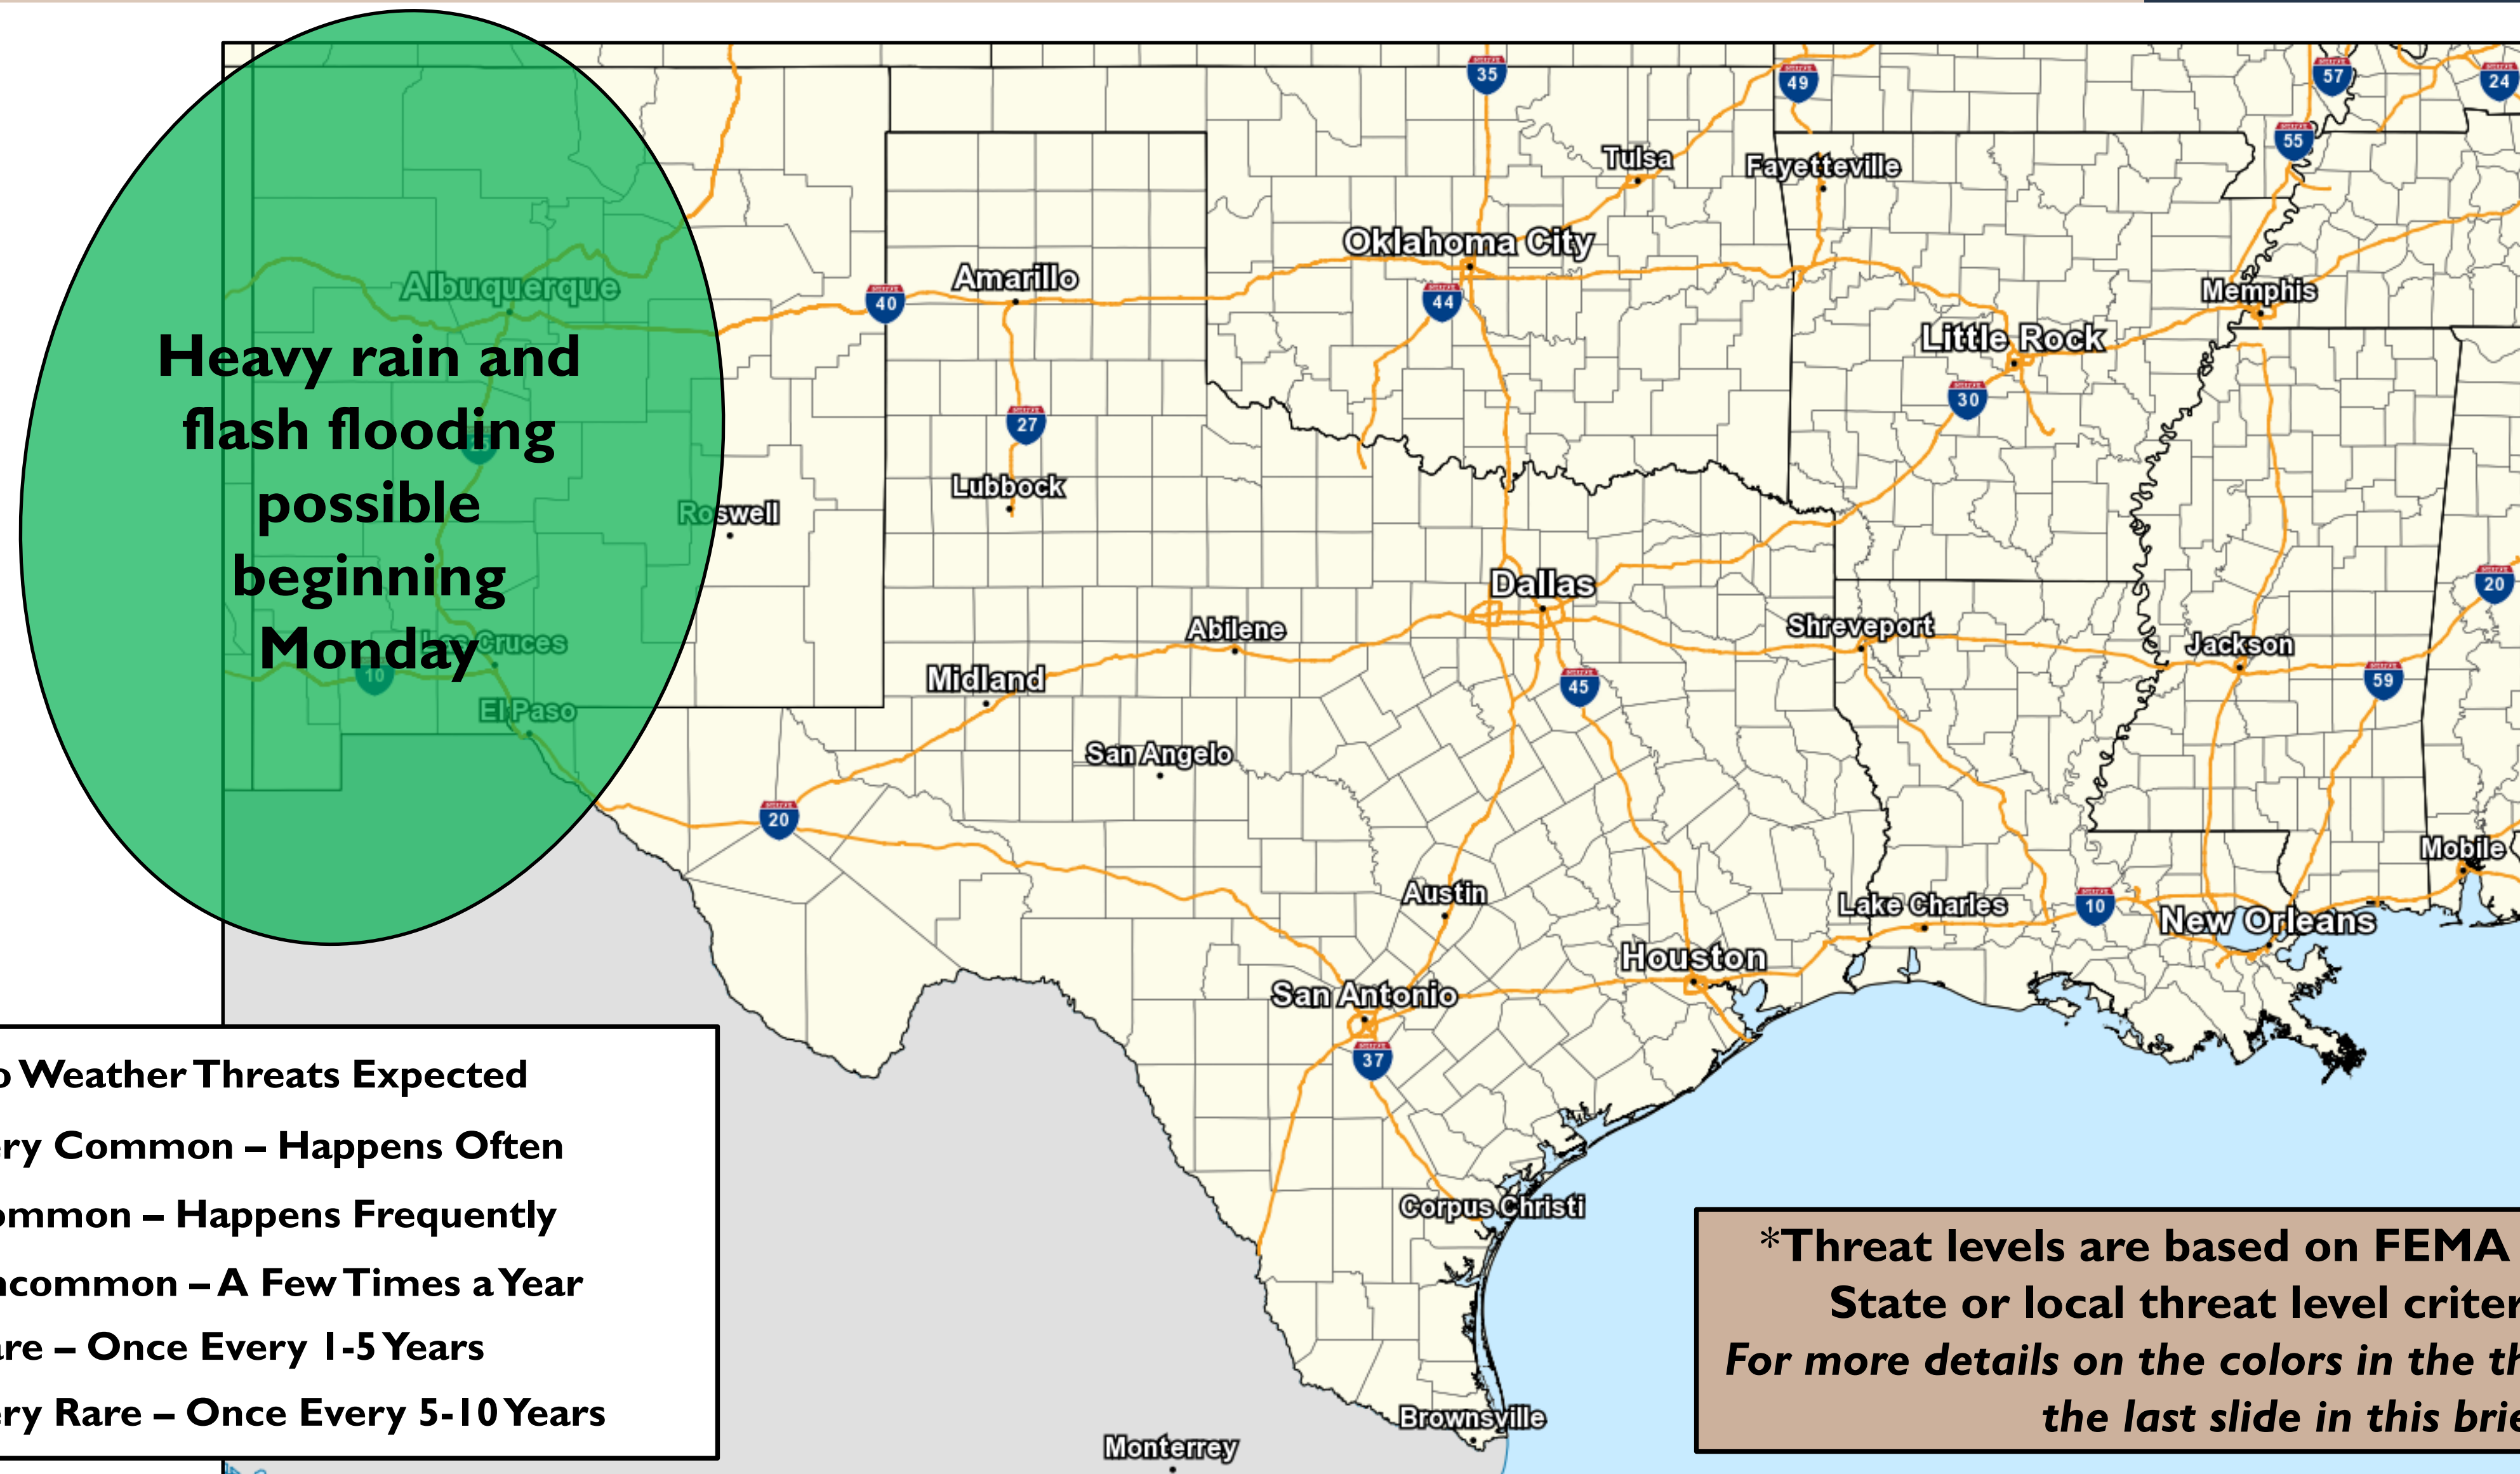 35
49
57
24
55
Tulsa
Fayetteville
Oklahoma City
Albuquerque
Amarillo
40
44
Memphis
Little Rock
30
Heavy rain and
flash flooding
possible
beginning
Monday
27
Lubbock
Roswell
Dallas
20
Abilene
Shreveport
Jackson
Las Cruces
10
Midland
45
59
El Paso
San Angelo
20
Mobile
Austin
Lake Charles
10
New Orleans
Houston
San Antonio
37
Corpus Christi
Brownsville
Monterrey
o Weather Threats Expected
ery Common – Happens Often
ommon – Happens Frequently
ncommon – A Few Times a Year
are – Once Every 1-5 Years
ery Rare – Once Every 5-10 Years
*Threat levels are based on FEMA
State or local threat level criter
For more details on the colors in the th
the last slide in this brie